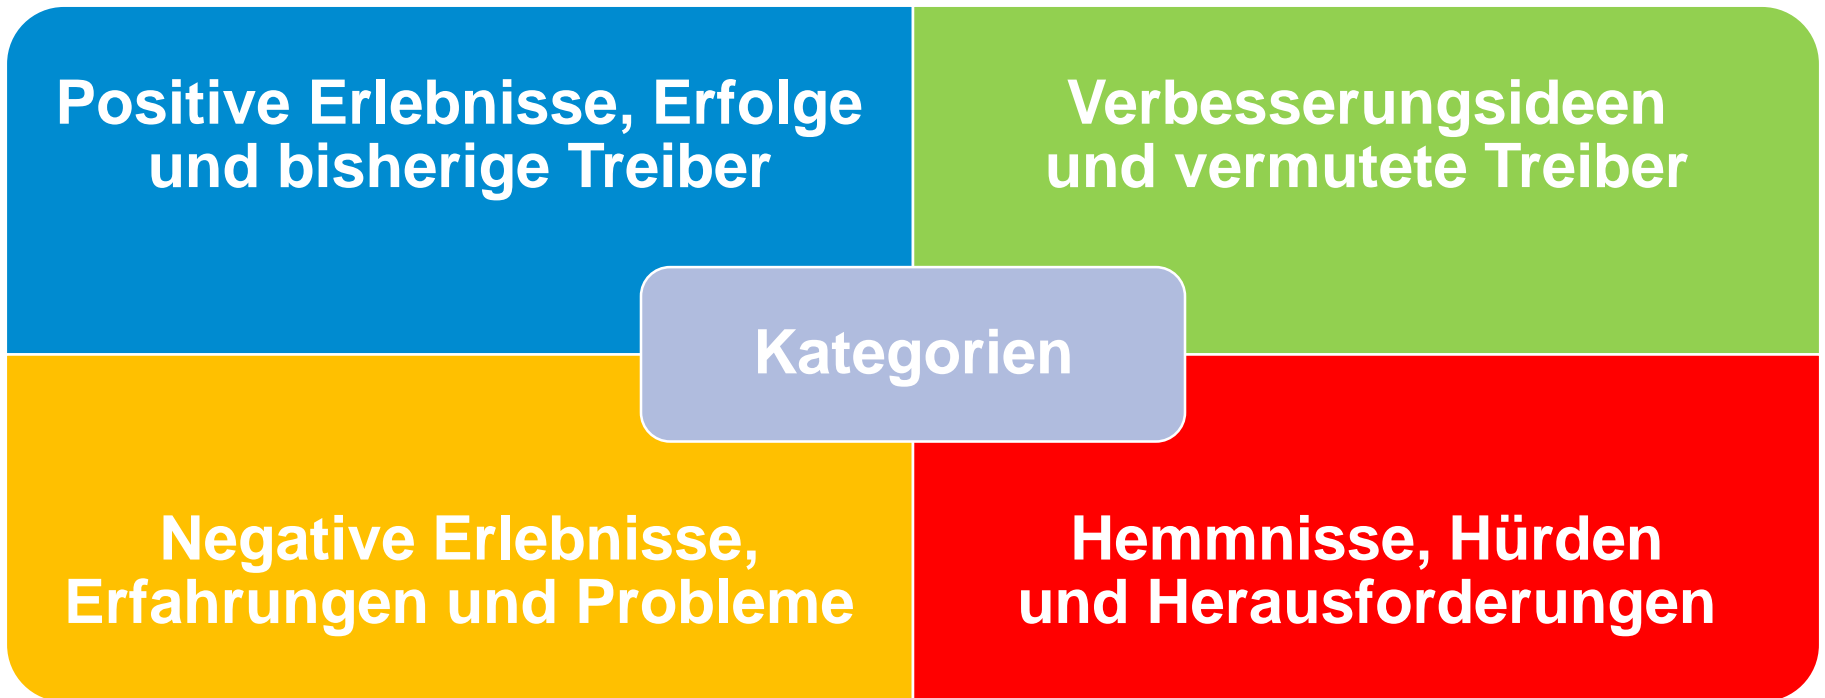 Positive Erlebnisse, Erfolge
und bisherige Treiber
Verbesserungsideen
und vermutete Treiber
Kategorien
Negative Erlebnisse,
Erfahrungen und Probleme
Hemmnisse, Hürden
und Herausforderungen